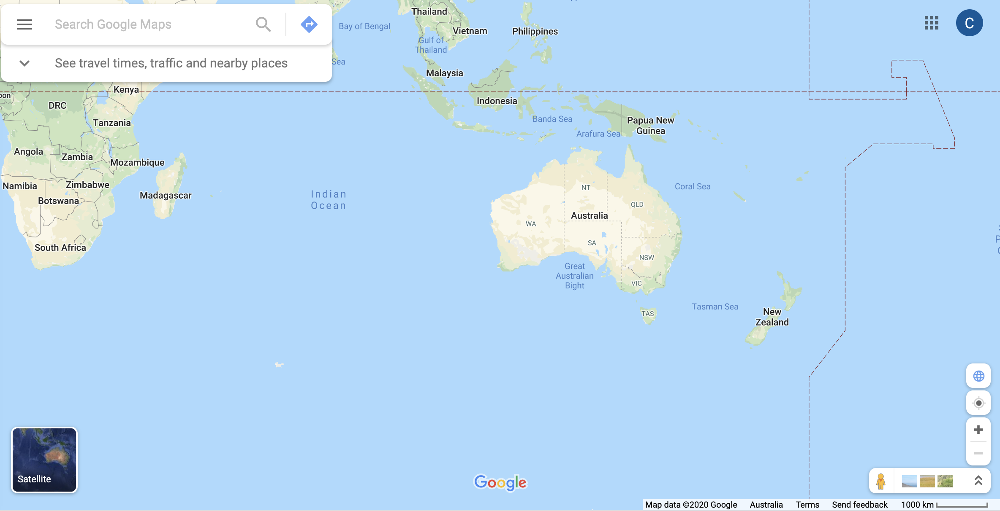 Search Google Maps
See travel times, traffic and nearby places
C
Thailand
Bay of Bengal
Vietnam
Philippines
Gulf of
Thailand
Sea
Malaysia
Kenya
DRC
Indonesia
Tanzania
Banda Sea
Papua New
Guinea
Arafura Sea
Angola
Zambia
Mozambique
Namibia
Zimbabwe
Madagascar
Botswana
Indian
Ocean
NT
Coral Sea
QLD
Australia
WA
SA
South Africa
NSW
Great
Australian
Bight
VIC
Tasman Sea
TAS
New
Zealand
Satellite
Google
Map data ©2020 Google Australia Terms Send feedback 1000 km